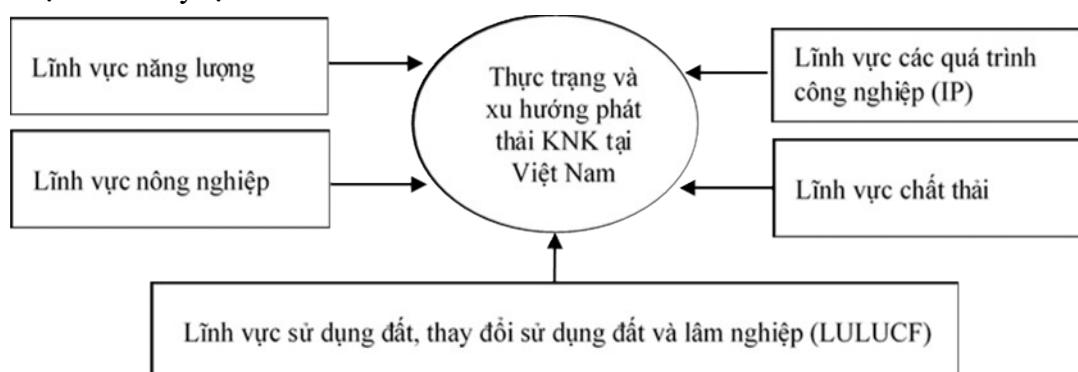 Lĩnh vực năng lượng
Thực trạng và
xu hướng phát
thải KNK tại
Việt Nam
Lĩnh vực các quá trình
công nghiệp (IP)
Lĩnh vực nông nghiệp
Lĩnh vực chất thải
Lĩnh vực sử dụng đất, thay đổi sử dụng đất và lâm nghiệp (LULUCF)